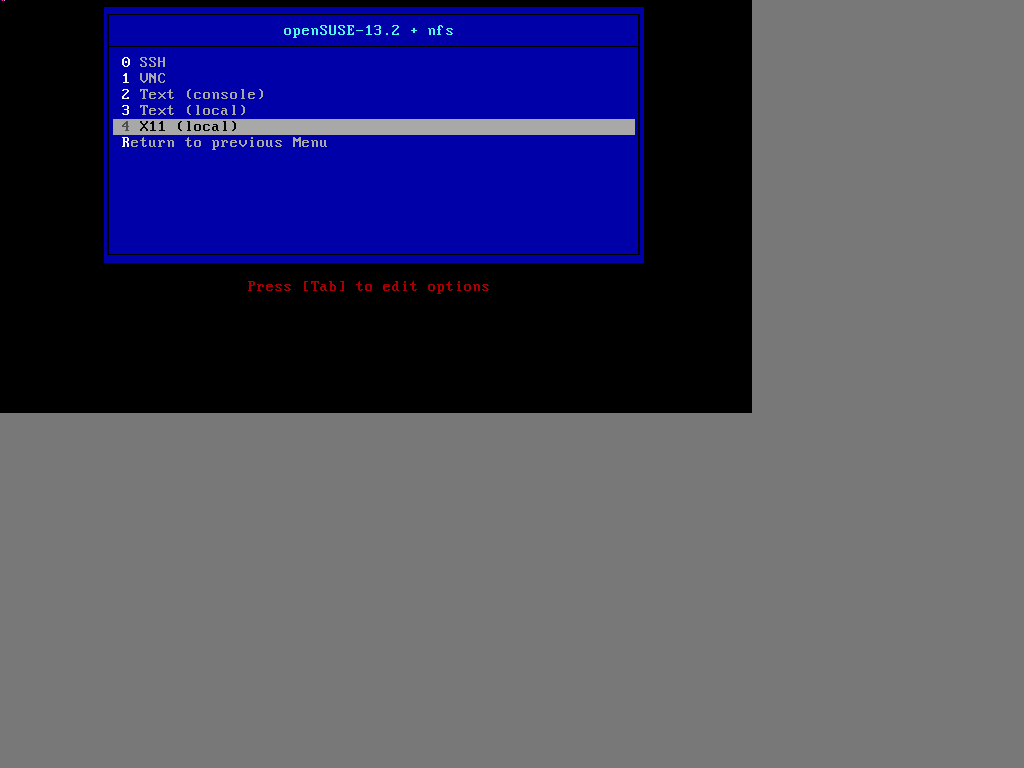 openSUSE-13.2 + nfs
0 SSH
1 VNC
2 Text (console)
3 Text (local)
4 X11 (local)
Return to previous Menu
Press [Tab] to edit options